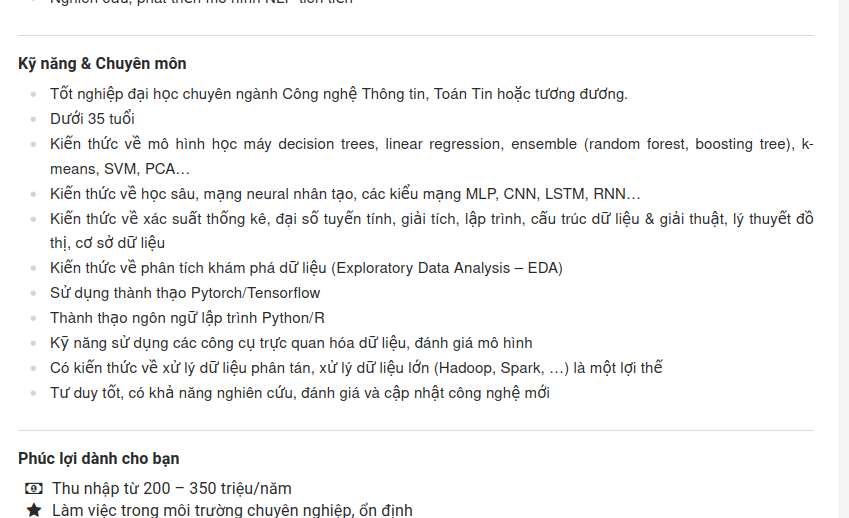 Nghiên cứu, phát triển mô hình NLP tiên tiến
Kỹ năng & Chuyên môn
Tốt nghiệp đại học chuyên ngành Công nghệ Thông tin, Toán Tin hoặc tương đương.
Dưới 35 tuổi
Kiến thức về mô hình học máy decision trees, linear regression, ensemble (random forest, boosting tree), k-
means, SVM, PCA…
Kiến thức về học sâu, mạng neural nhân tạo, các kiểu mạng MLP, CNN, LSTM, RNN…
Kiến thức về xác suất thống kê, đại số tuyến tính, giải tích, lập trình, cấu trúc dữ liệu & giải thuật, lý thuyết đồ
thị, cơ sở dữ liệu
Kiến thức về phân tích khám phá dữ liệu (Exploratory Data Analysis – EDA)
Sử dụng thành thạo Pytorch/Tensorflow
Thành thạo ngôn ngữ lập trình Python/R
Kỹ năng sử dụng các công cụ trực quan hóa dữ liệu, đánh giá mô hình
Có kiến thức về xử lý dữ liệu phân tán, xử lý dữ liệu lớn (Hadoop, Spark, …) là một lợi thế
Tư duy tốt, có khả năng nghiên cứu, đánh giá và cập nhật công nghệ mới
Phúc lợi dành cho bạn
Thu nhập từ 200 – 350 triệu/năm
Làm việc trong môi trường chuyên nghiệp, ổn định